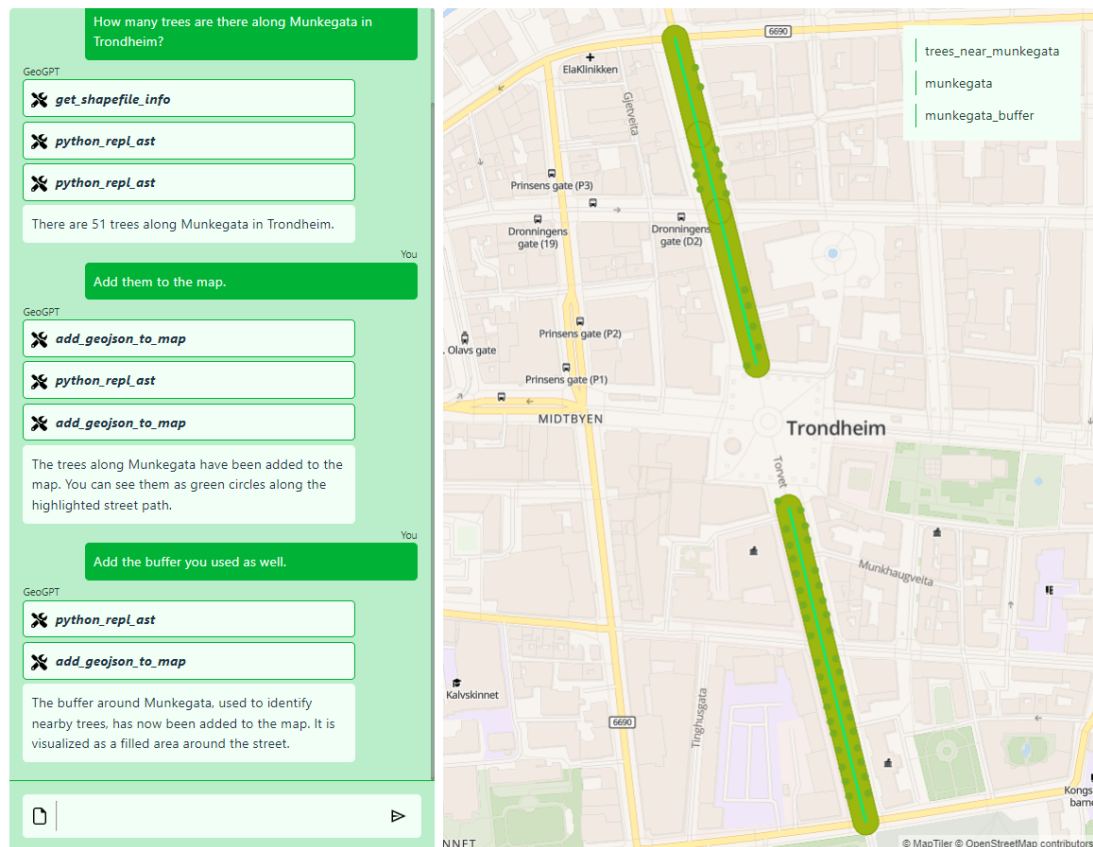 How many trees are there along Munkegata in
Trondheim?
GeoGPT
get_shapefile_info
python_repl_ast
python_repl_ast
There are 51 trees along Munkegata in Trondheim.
You
Add them to the map.
GeoGPT
add_geojson_to_map
python_repl_ast
add_geojson_to_map
The trees along Munkegata have been added to the
map. You can see them as green circles along the
highlighted street path.
You
Add the buffer you used as well.
GeoGPT
python_repl_ast
add_geojson_to_map
The buffer around Munkegata, used to identify
nearby trees, has now been added to the map. It is
visualized as a filled area around the street.
6690
trees_near_munkegata
munkegata
munkegata_buffer
ElaKlinikken
Gjetveita
Prinsens gate (P3)
Dronningens
gate (19)
Dronningens
gate (D2)
Prinsens gate (P2)
. Olavs gate
Prinsens gate (P1)
MIDTBYEN
Trondheim
Torvet
Munkhaugveita
Kalvskinnet
Tinghusgata
6690
Kongs
barne
NNET
© MapTiler © OpenStreetMap contributors